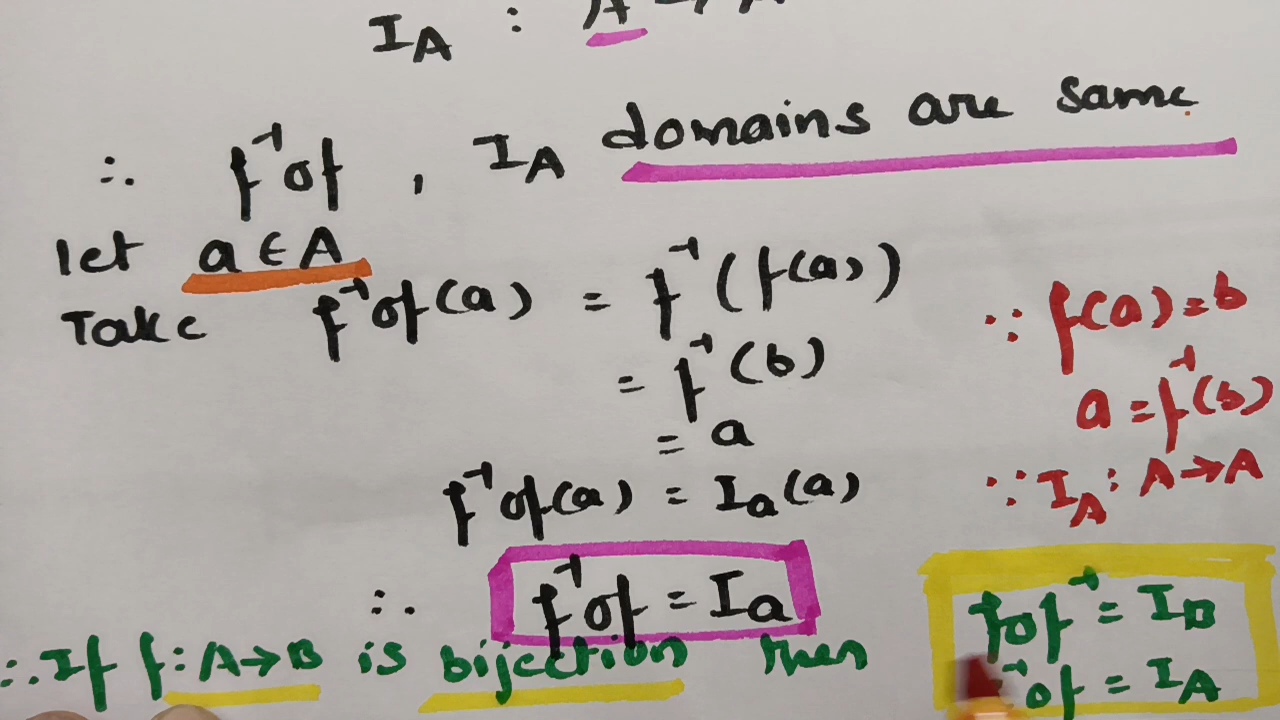 I_A : A → A
∴ f⁻¹of , I_A domains are same.
let a ∈ A
Take f⁻¹of(a) = f⁻¹(f(a))
∵ f(a) = b
= f⁻¹(b)
a = f⁻¹(b)
= a
∵ I_A : A → A
f⁻¹of(a) = I_a(a)
∴ f⁻¹of = I_a
∴ If f : A → B is bijection then
fof⁻¹ = I_B
f⁻¹of = I_A